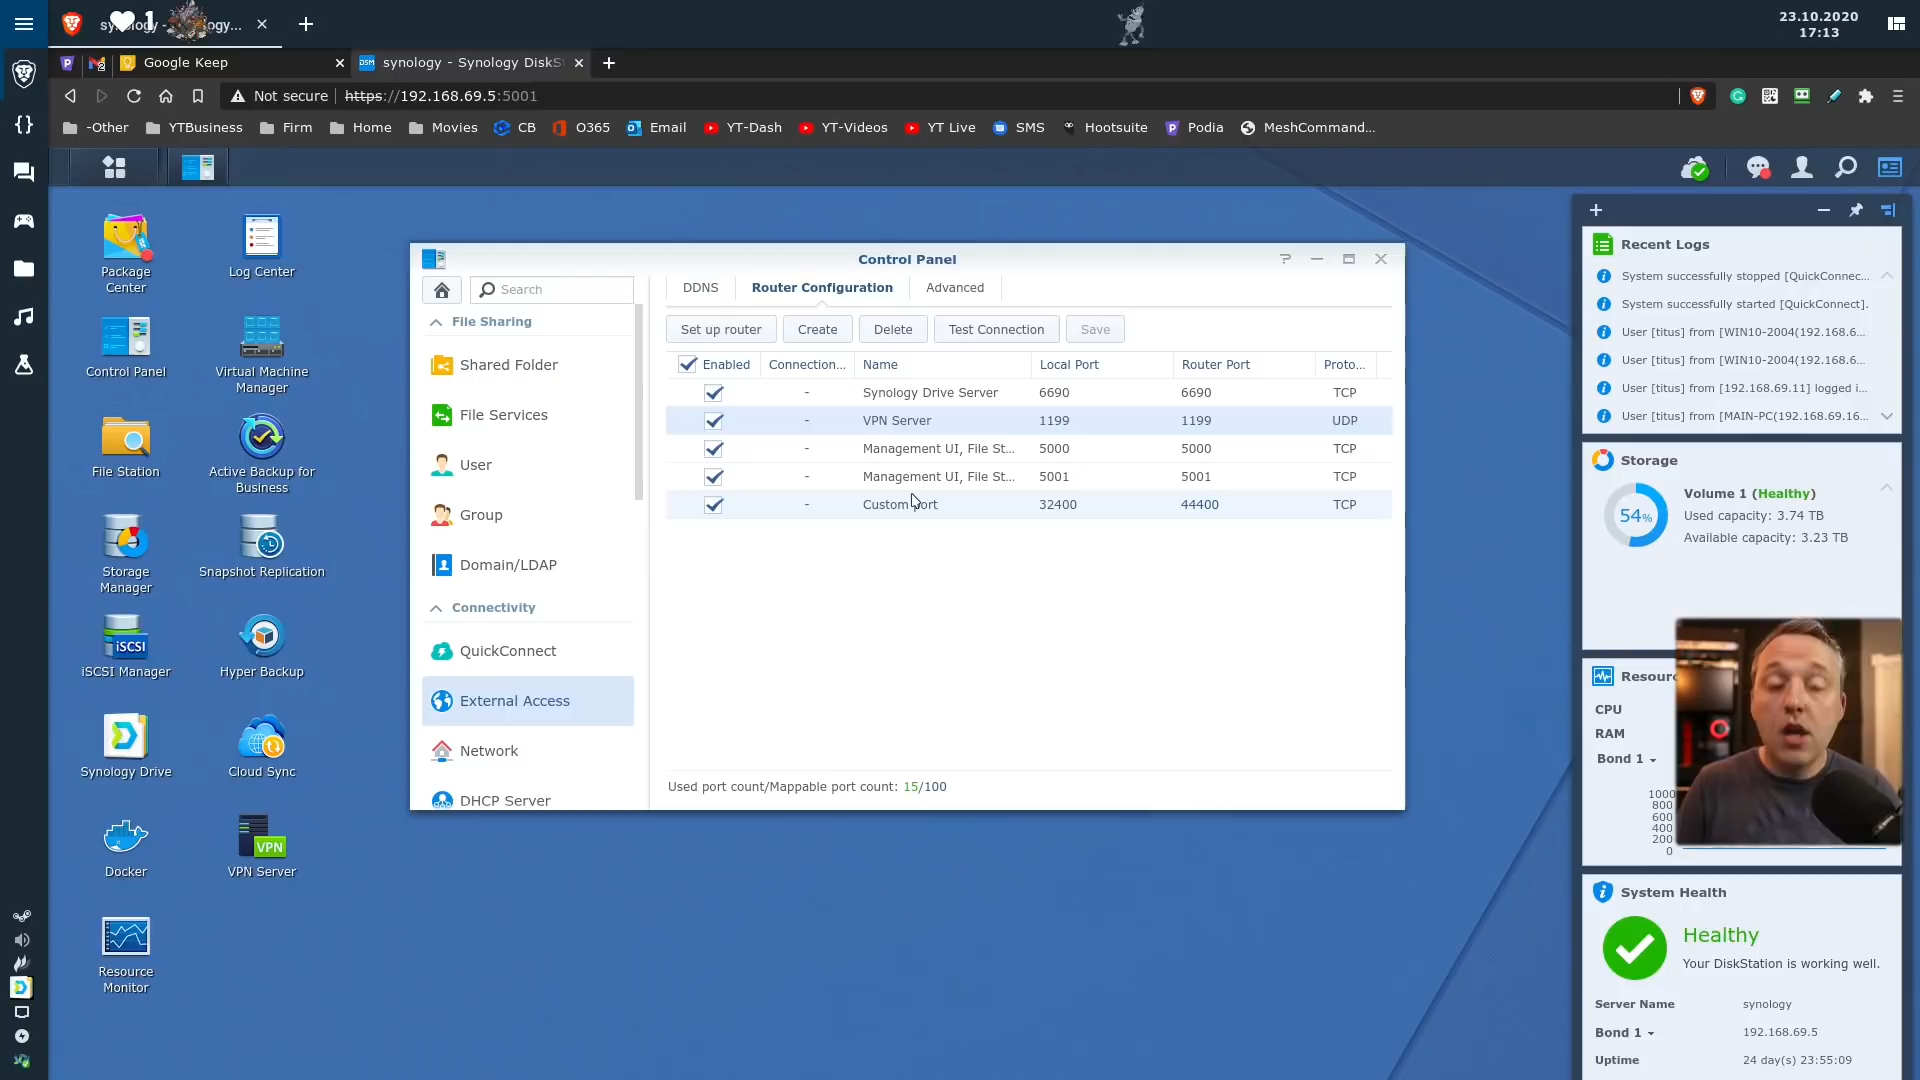 1
23.10.2020
17:13
Google Keep
synology - Synology DiskS
Not secure
https://192.168.69.5:5001
-Other
YTBusiness
Firm
Home
Movies
CB
O365
Email
YT-Dash
YT-Videos
YT Live
SMS
Hootsuite
Podia
MeshCommand...
Package
Center
Log Center
Control Panel
Virtual Machine
Manager
File Station
Active Backup for
Business
Storage
Manager
Snapshot Replication
iSCSI
iSCSI Manager
Hyper Backup
Synology Drive
Cloud Sync
Docker
VPN
VPN Server
Resource
Monitor
Control Panel
Search
File Sharing
Shared Folder
File Services
User
Group
Domain/LDAP
Connectivity
QuickConnect
External Access
Network
DHCP Server
DDNS
Router Configuration
Advanced
Set up router
Create
Delete
Test Connection
Save
Enabled
Connection...
Name
Local Port
Router Port
Proto...
- Synology Drive Server 6690 6690 TCP
- VPN Server 1199 1199 UDP
- Management UI, File St... 5000 5000 TCP
- Management UI, File St... 5001 5001 TCP
- Custom port 32400 44400 TCP
Used port count/Mappable port count: 15/100
Recent Logs
System successfully stopped [QuickConnec...
System successfully started [QuickConnect].
User [titus] from [WIN10-2004(192.168.6...
User [titus] from [WIN10-2004(192.168.6...
User [titus] from [192.168.69.11] logged i...
User [titus] from [MAIN-PC(192.168.69.16...
Storage
54%
Volume 1 (Healthy)
Used capacity: 3.74 TB
Available capacity: 3.23 TB
CPU
RAM
Bond 1
1000
800
600
400
200
0
System Health
Healthy
Your DiskStation is working well.
Server Name synology
Bond 1 192.168.69.5
Uptime 24 day(s) 23:55:09